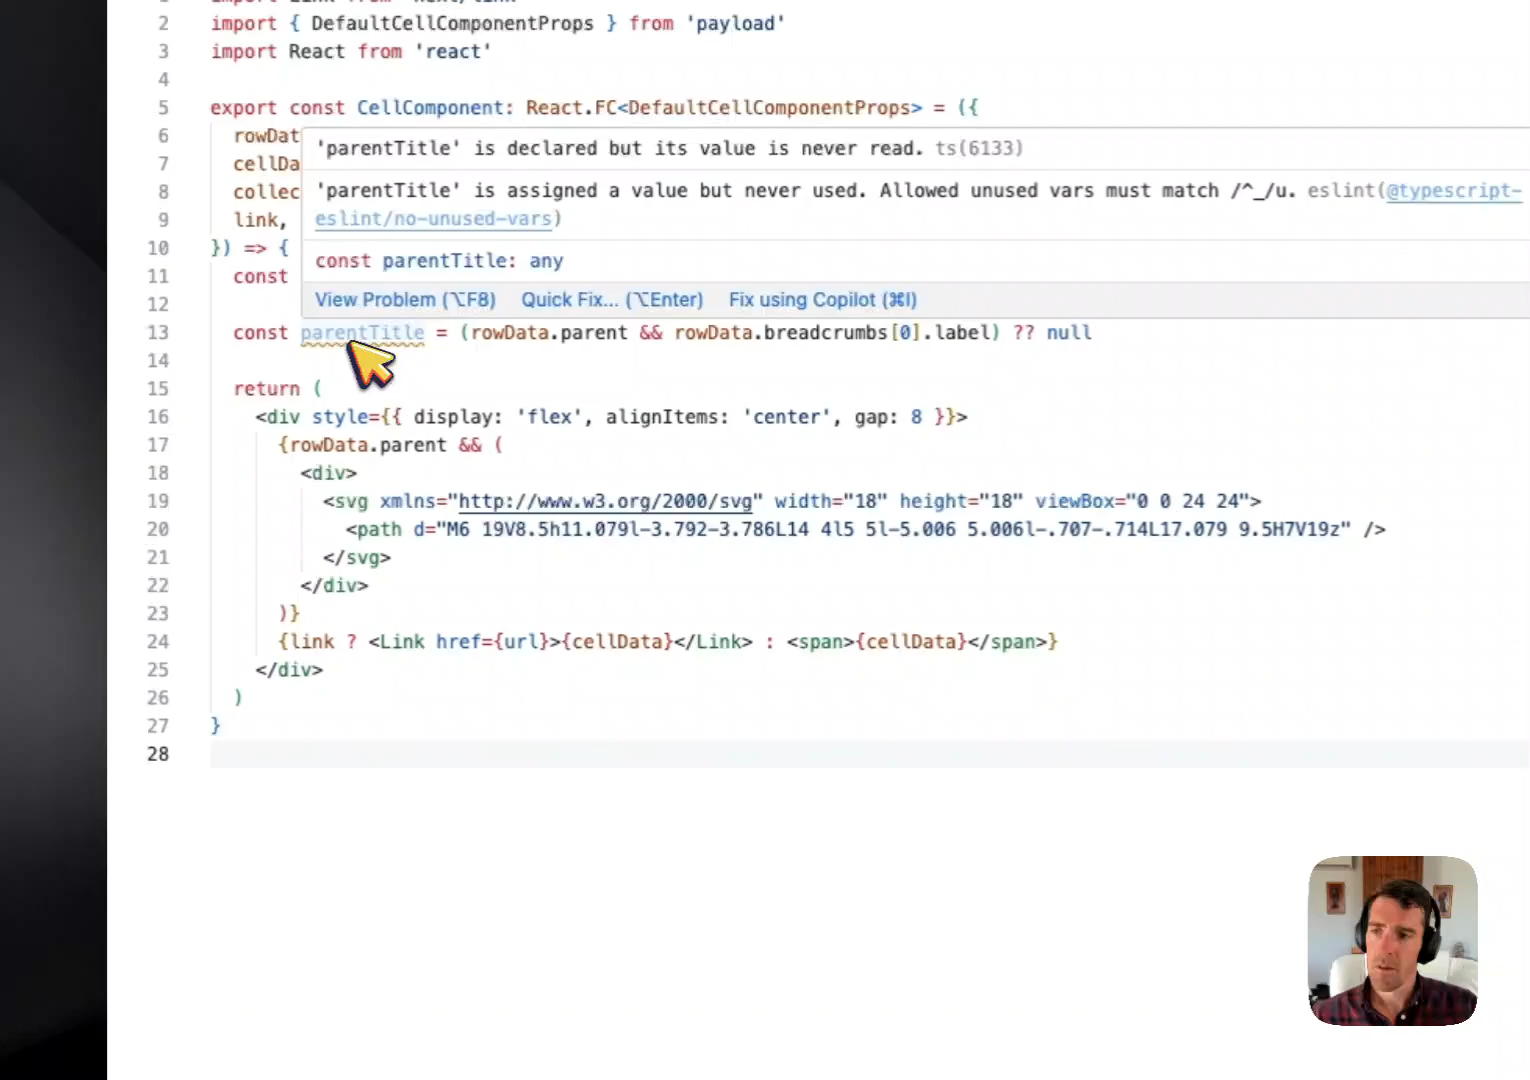 2 import { DefaultCellComponentProps } from 'payload'
3 import React from 'react'
4
5 export const CellComponent: React.FC<DefaultCellComponentProps> = ({
6 rowDat
'parentTitle' is declared but its value is never read. ts(6133)
7 cellDa
8 collec
'parentTitle' is assigned a value but never used. Allowed unused vars must match /^_/u. eslint(@typescript-
9 link,
eslint/no-unused-vars)
10 }) => {
const parentTitle: any
11 const
View Problem (⌥F8) Quick Fix... (⌥Enter) Fix using Copilot (⌘I)
12
13 const parentTitle = (rowData.parent && rowData.breadcrumbs[0].label) ?? null
14
15 return (
16 <div style={{ display: 'flex', alignItems: 'center', gap: 8 }}>
17 {rowData.parent && (
18 <div>
19 <svg xmlns="http://www.w3.org/2000/svg" width="18" height="18" viewBox="0 0 24 24">
20 <path d="M6 19V8.5h11.079l-3.792-3.786L14 4l5 5l-5.006 5.006l-.707-.714L17.079 9.5H7V19z" />
21 </svg>
22 </div>
23 )}
24 {link ? <Link href={url}>{cellData}</Link> : <span>{cellData}</span>}
25 </div>
26 )
27 }
28